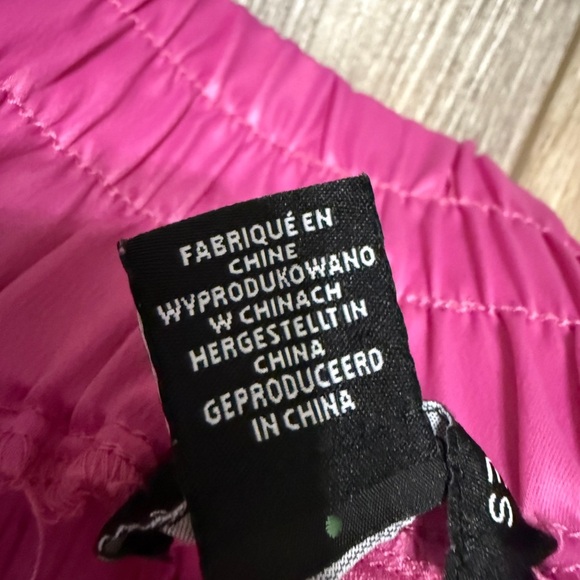 FABRIQUÉ EN
CHINE
WYPRODUKOWANO
W CHINACH
HERGESTELLT IN
CHINA
GEPRODUCEERD
IN CHINA